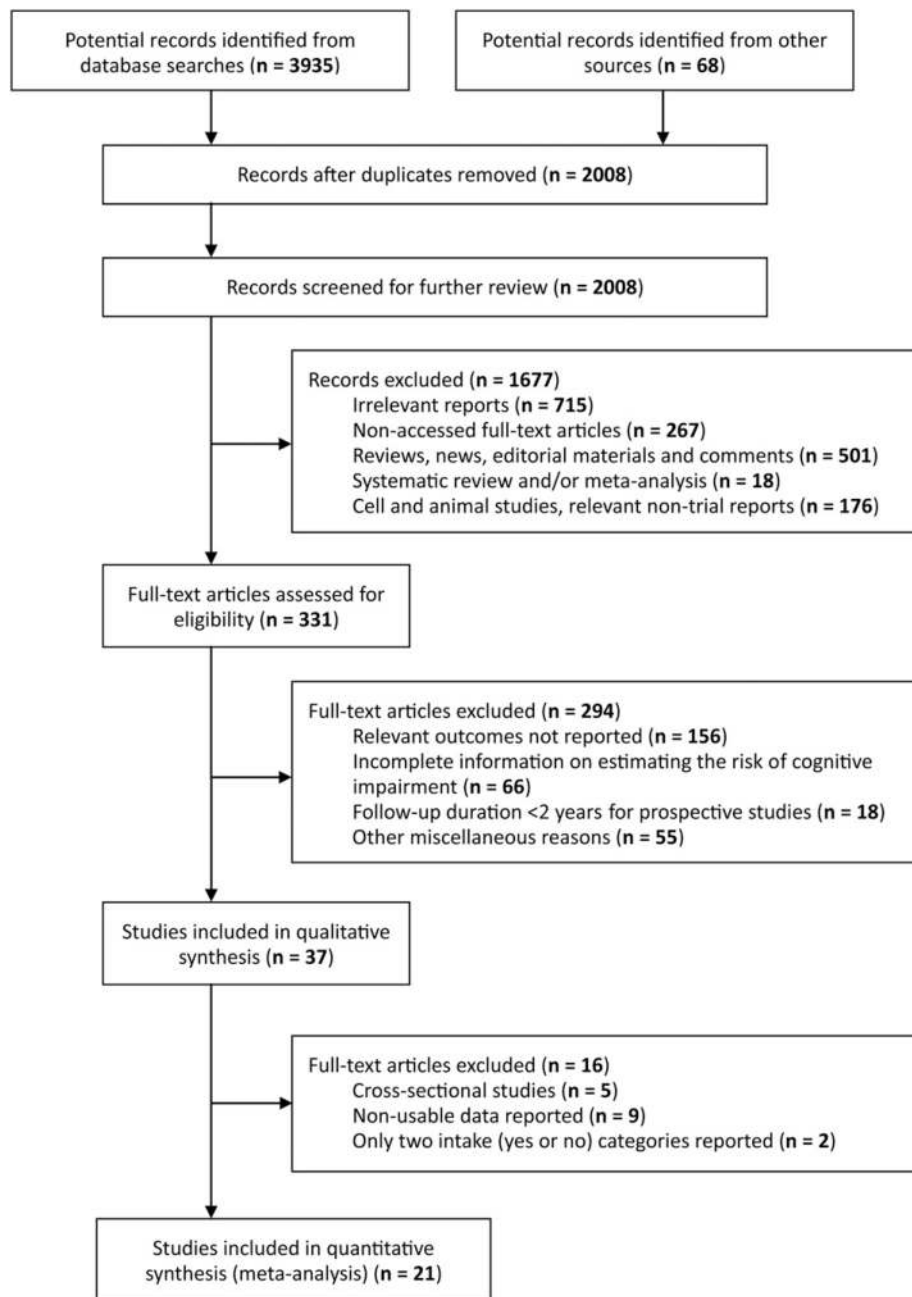 Potential records identified from
database searches (n = 3935)
Potential records identified from other
sources (n = 68)
Records after duplicates removed (n = 2008)
Records screened for further review (n = 2008)
Records excluded (n = 1677)
Irrelevant reports (n = 715)
Non-accessed full-text articles (n = 267)
Reviews, news, editorial materials and comments (n = 501)
Systematic review and/or meta-analysis (n = 18)
Cell and animal studies, relevant non-trial reports (n = 176)
Full-text articles assessed for
eligibility (n = 331)
Full-text articles excluded (n = 294)
Relevant outcomes not reported (n = 156)
Incomplete information on estimating the risk of cognitive
impairment (n = 66)
Follow-up duration <2 years for prospective studies (n = 18)
Other miscellaneous reasons (n = 55)
Studies included in qualitative
synthesis (n = 37)
Full-text articles excluded (n = 16)
Cross-sectional studies (n = 5)
Non-usable data reported (n = 9)
Only two intake (yes or no) categories reported (n = 2)
Studies included in quantitative
synthesis (meta-analysis) (n = 21)